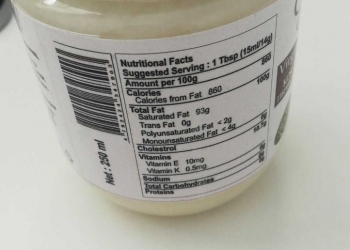 Nutritional Facts
Suggested Serving : 1 Tbsp (15ml/14g)
Amount per 100g
Calories 860
Calories from Fat 860
Total Fat 100g
Saturated Fat 93g
Trans Fat 0g
Polyunsaturated Fat <2g
Monounsaturated Fat <4g
Cholestrol
Vitamins
Vitamin E 10mg
Vitamin K 0.5mg
Sodium
Total Carbohydrates
Proteins
Net : 250 ml